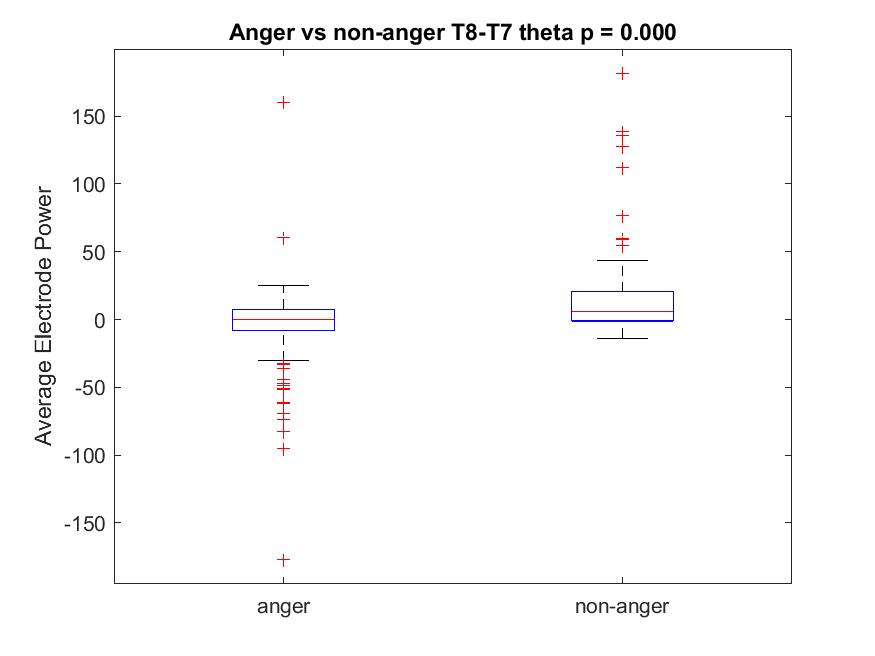 Anger vs non-anger T8-T7 theta p = 0.000
Average Electrode Power
150
100
50
0
-50
-100
-150
anger
non-anger